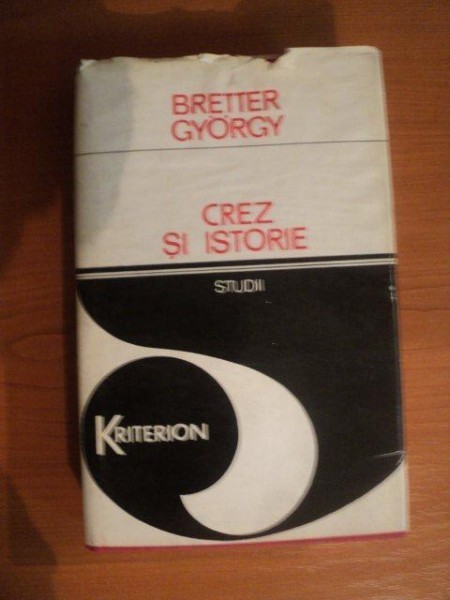 BRETTER
GYÖRGY
CREZ
ȘI ISTORIE
STUDII
KRITERION